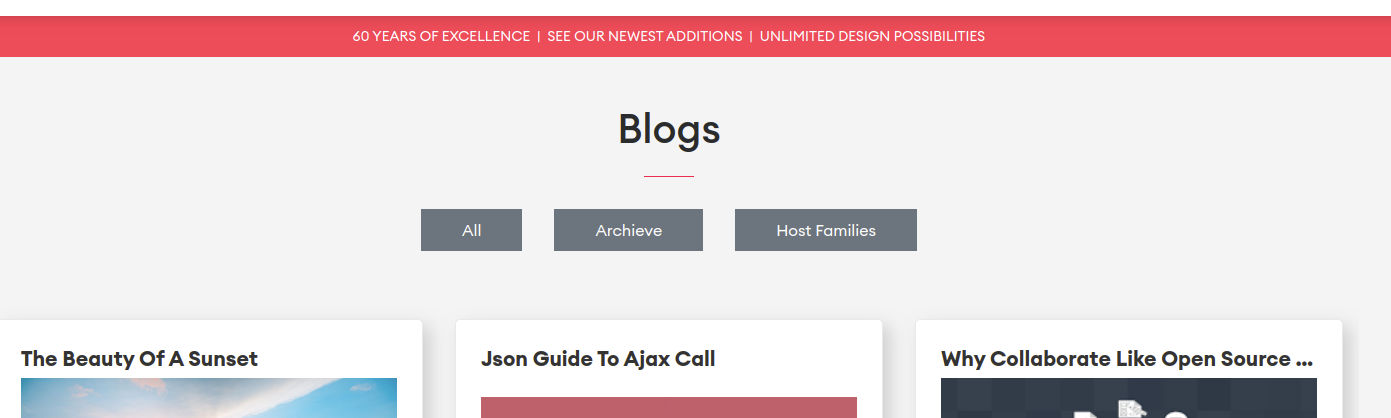 60 YEARS OF EXCELLENCE | SEE OUR NEWEST ADDITIONS | UNLIMITED DESIGN POSSIBILITIES
Blogs
All Archieve Host Families
The Beauty Of A Sunset
Json Guide To Ajax Call
Why Collaborate Like Open Source ...